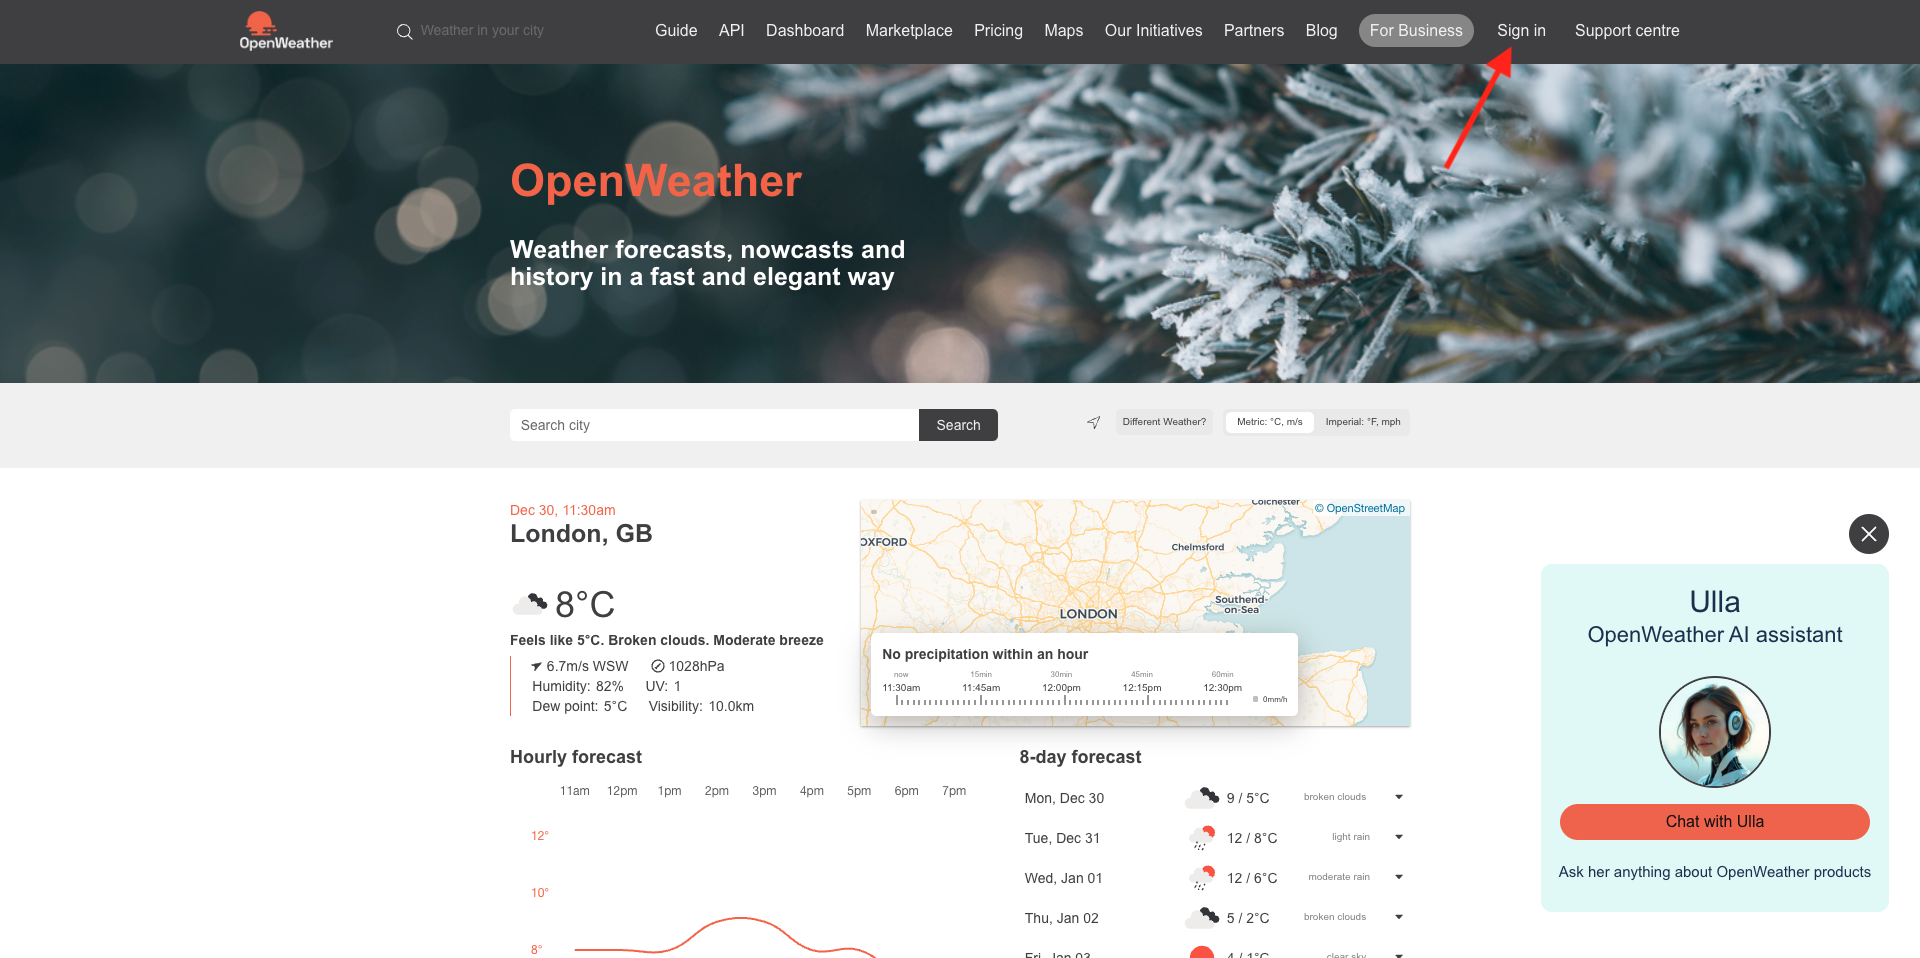 OpenWeather
Weather in your city
Guide API Dashboard Marketplace Pricing Maps Our Initiatives Partners Blog For Business Sign in Support centre
OpenWeather
Weather forecasts, nowcasts and
history in a fast and elegant way
Search city Search
Different Weather? Metric: °C, m/s Imperial: °F, mph
Dec 30, 11:30am
London, GB
8°C
Feels like 5°C. Broken clouds. Moderate breeze
6.7m/s WSW 1028hPa
Humidity: 82% UV: 1
Dew point: 5°C Visibility: 10.0km
Colchester
© OpenStreetMap
OXFORD
Chelmsford
Southend-
on-Sea
LONDON
No precipitation within an hour
now 15min 30min 45min 60min
11:30am 11:45am 12:00pm 12:15pm 12:30pm
0mm/h
Hourly forecast
11am 12pm 1pm 2pm 3pm 4pm 5pm 6pm 7pm
12°
10°
8°
8-day forecast
Mon, Dec 30 9 / 5°C broken clouds
Tue, Dec 31 12 / 8°C light rain
Wed, Jan 01 12 / 6°C moderate rain
Thu, Jan 02 5 / 2°C broken clouds
Fri, Jan 03 4 / 1°C clear sky
Ulla
OpenWeather AI assistant
Chat with Ulla
Ask her anything about OpenWeather products